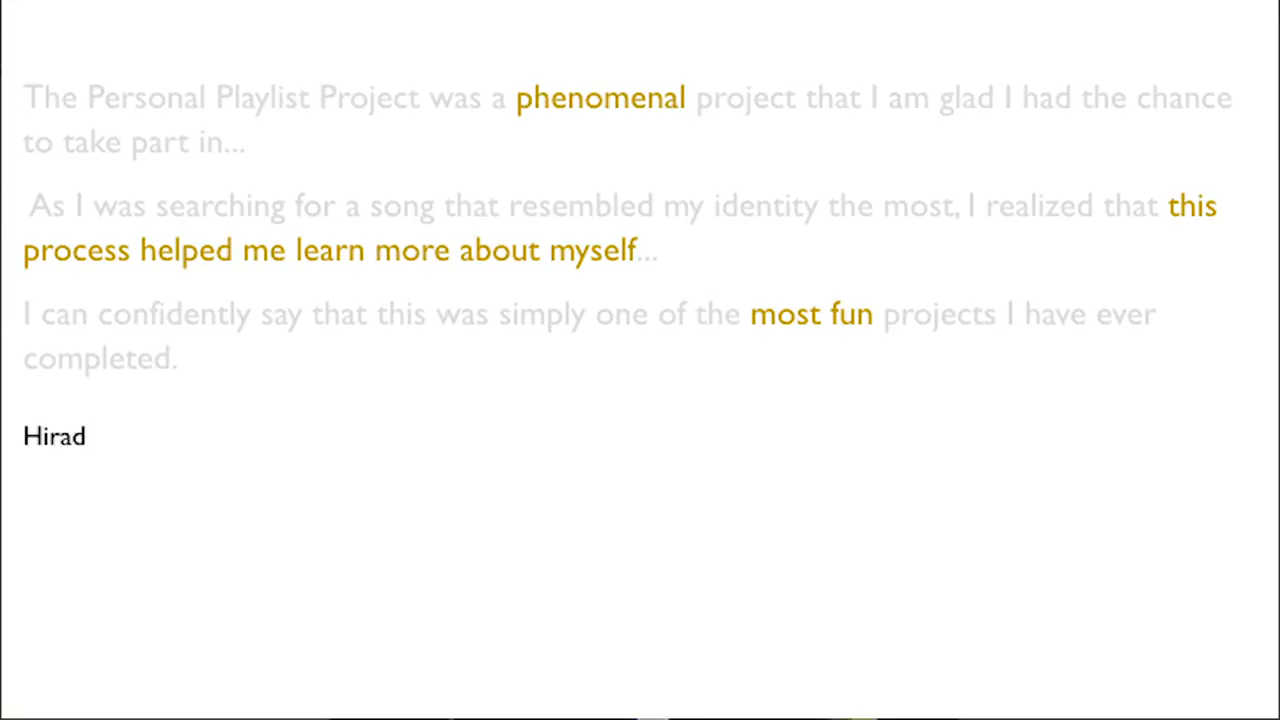 The Personal Playlist Project was a phenomenal project that I am glad I had the chance
to take part in...
As I was searching for a song that resembled my identity the most, I realized that this
process helped me learn more about myself...
I can confidently say that this was simply one of the most fun projects I have ever
completed.
Hirad